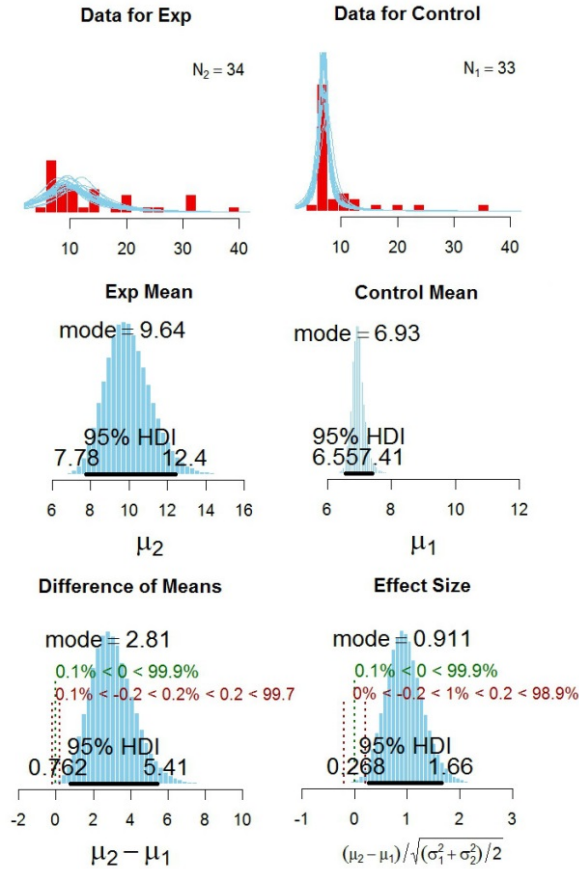 Data for Exp
Data for Control
N₂ = 34
N₁ = 33
10 20 30 40
10 20 30 40
Exp Mean
Control Mean
mode = 9.64
mode = 6.93
95% HDI
95% HDI
7.78 12.4
6.55 7.41
6 8 10 12 14 16
6 8 10 12
μ₂
μ₁
Difference of Means
Effect Size
mode = 2.81
mode = 0.911
0.1% < 0 < 99.9%
0.1% < 0 < 99.9%
0.1% < -0.2 < 0.2% < 0.2 < 99.7
0% < -0.2 < 1% < 0.2 < 98.9%
95% HDI
95% HDI
0.762 5.41
0.268 1.66
-2 0 2 4 6 8 10
-1 0 1 2 3
μ₂ − μ₁
(μ₂ − μ₁) / √(σ₁² + σ₂²) / 2